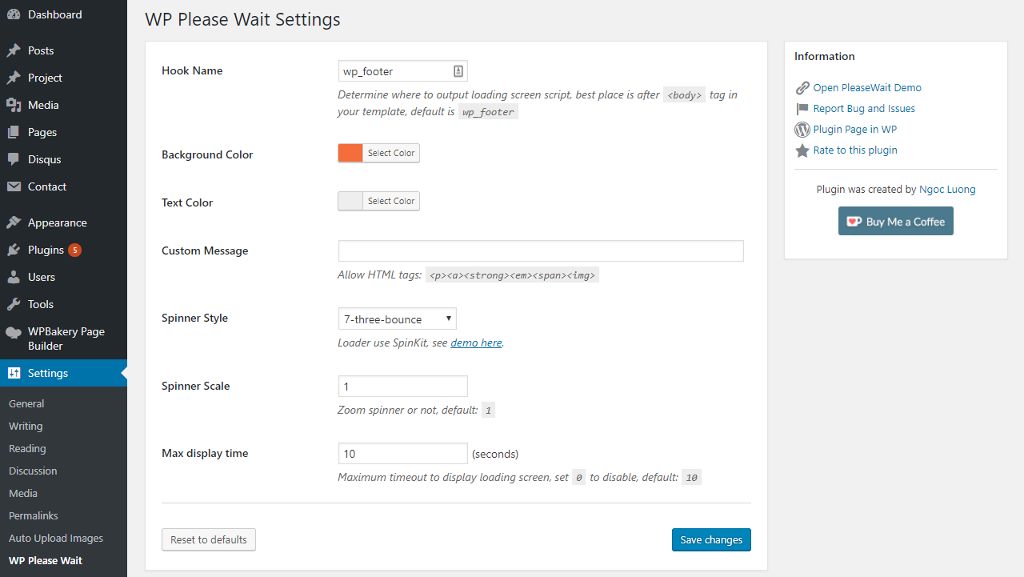 Dashboard
Posts
Project
Media
Pages
Disqus
Contact
Appearance
Plugins 5
Users
Tools
WPBakery Page
Builder
Settings
General
Writing
Reading
Discussion
Media
Permalinks
Auto Upload Images
WP Please Wait
WP Please Wait Settings
Hook Name wp_footer
Determine where to output loading screen script, best place is after <body> tag in
your template, default is wp_footer
Background Color Select Color
Text Color Select Color
Custom Message
Allow HTML tags: <p><a><strong><em><span><img>
Spinner Style 7-three-bounce
Loader use SpinKit, see demo here.
Spinner Scale 1
Zoom spinner or not, default: 1
Max display time 10 (seconds)
Maximum timeout to display loading screen, set 0 to disable, default: 10
Reset to defaults Save changes
Information
Open PleaseWait Demo
Report Bug and Issues
Plugin Page in WP
Rate to this plugin
Plugin was created by Ngoc Luong
Buy Me a Coffee